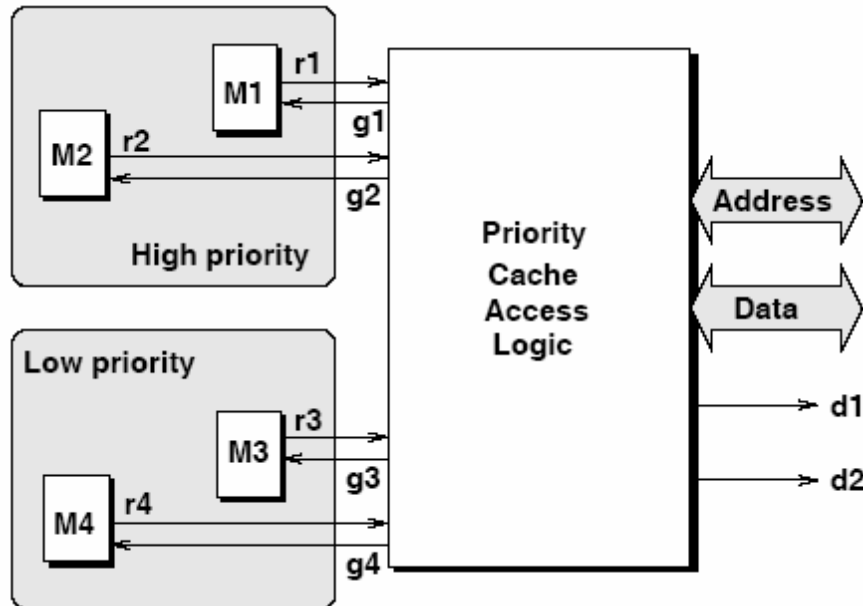 r1
M1
g1
r2
M2
g2
High priority
Priority
Cache
Access
Logic
Address
Data
Low priority
r3
M3
g3
r4
M4
g4
d1
d2